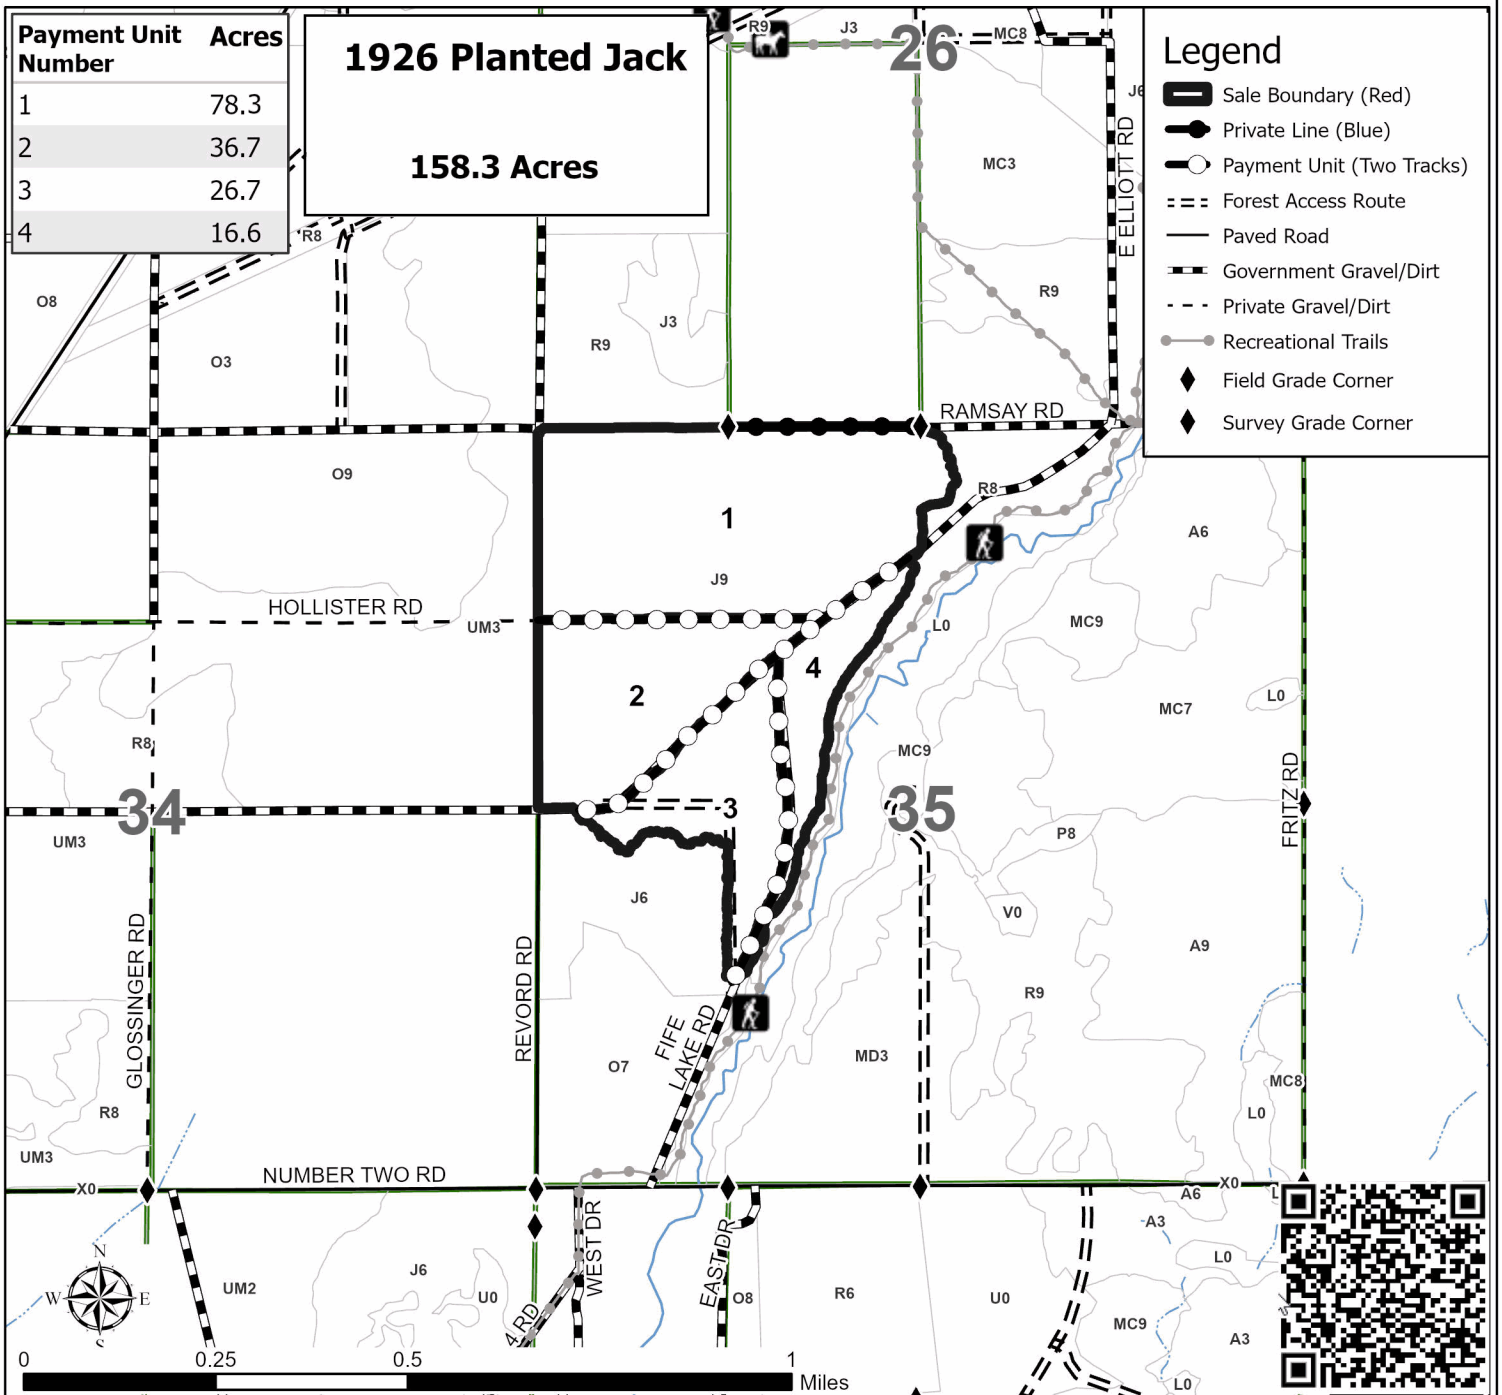 Payment Unit Number Acres
1 78.3
2 36.7
3 26.7
4 16.6
1926 Planted Jack
158.3 Acres
Legend
Sale Boundary (Red)
Private Line (Blue)
Payment Unit (Two Tracks)
Forest Access Route
Paved Road
Government Gravel/Dirt
Private Gravel/Dirt
Recreational Trails
Field Grade Corner
Survey Grade Corner
R9
J3
26
MC8
J6
MC3
E ELLIOTT RD
R8
O8
O3
R9
J3
R9
RAMSAY RD
O9
1
R8
A6
J9
HOLLISTER RD
UM3
L0
MC9
4
2
L0
MC7
R8
MC9
FRITZ RD
34
3
35
UM3
P8
J6
V0
GLOSSINGER RD
REVORD RD
A9
R9
FIFE LAKE RD
O7
MD3
MC8
R8
L0
UM3
NUMBER TWO RD
X0
X0
A6
A3
WEST DR
EAST DR
L0
UM2
J6
U0
O8
R6
U0
MC9
A3
4 RD
L0
N
W
E
0 0.25 0.5 1
Miles